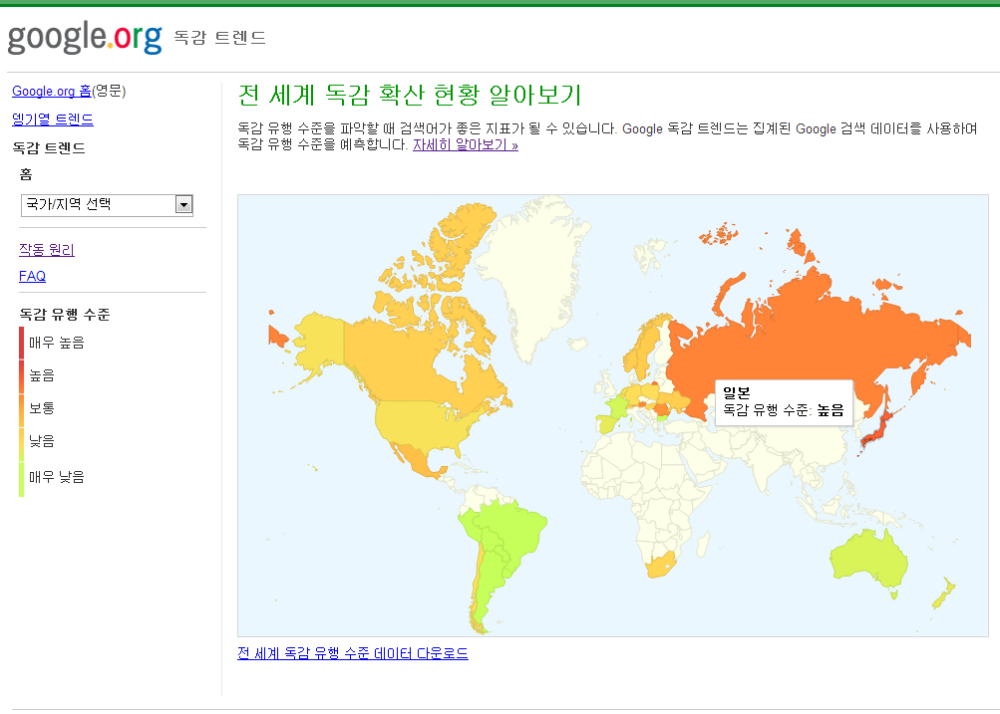 google.org 독감 트렌드
Google.org 홈(영문)
뎅기열 트렌드
독감 트렌드
홈
국가/지역 선택
작동 원리
FAQ
독감 유행 수준
매우 높음
높음
보통
낮음
매우 낮음
전 세계 독감 확산 현황 알아보기
독감 유행 수준을 파악할 때 검색어가 좋은 지표가 될 수 있습니다. Google 독감 트렌드는 집계된 Google 검색 데이터를 사용하여
독감 유행 수준을 예측합니다. 자세히 알아보기 »
일본
독감 유행 수준: 높음
전 세계 독감 유행 수준 데이터 다운로드